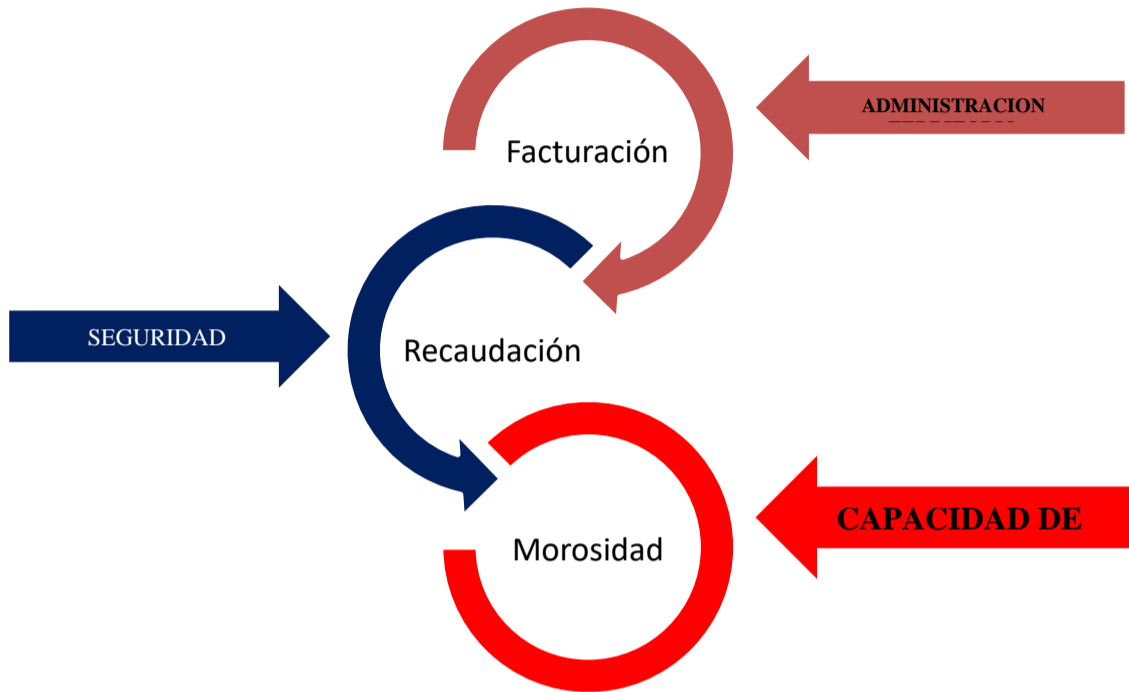 ADMINISTRACION
Facturación
SEGURIDAD
Recaudación
CAPACIDAD DE
Morosidad